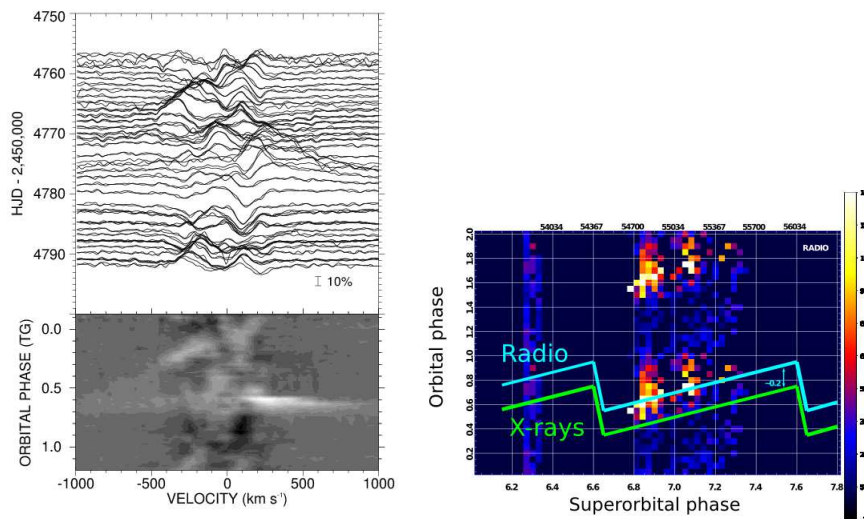 4750
4760
4770
4780
4790
HJD - 2,450,000
10%
-0.0
0.5
1.0
ORBITAL PHASE (TG)
-1000 -500 0 500 1000
VELOCITY (km s⁻¹)
54034 54367 54700 55034 55367 55700 56034
RADIO
2.0
1.8
1.6
1.4
1.2
1.0
0.8
0.6
0.4
0.2
Orbital phase
Radio
X-rays
~0.2
6.2 6.4 6.6 6.8 7.0 7.2 7.4 7.6 7.8
Superorbital phase